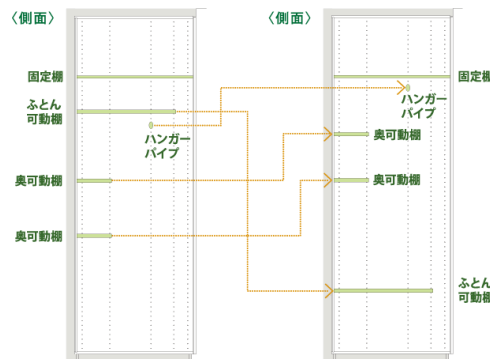 〈側面〉
固定棚
ふとん
可動棚
ハンガー
パイプ
奥可動棚
奥可動棚
〈側面〉
固定棚
ハンガー
パイプ
奥可動棚
奥可動棚
ふとん
可動棚